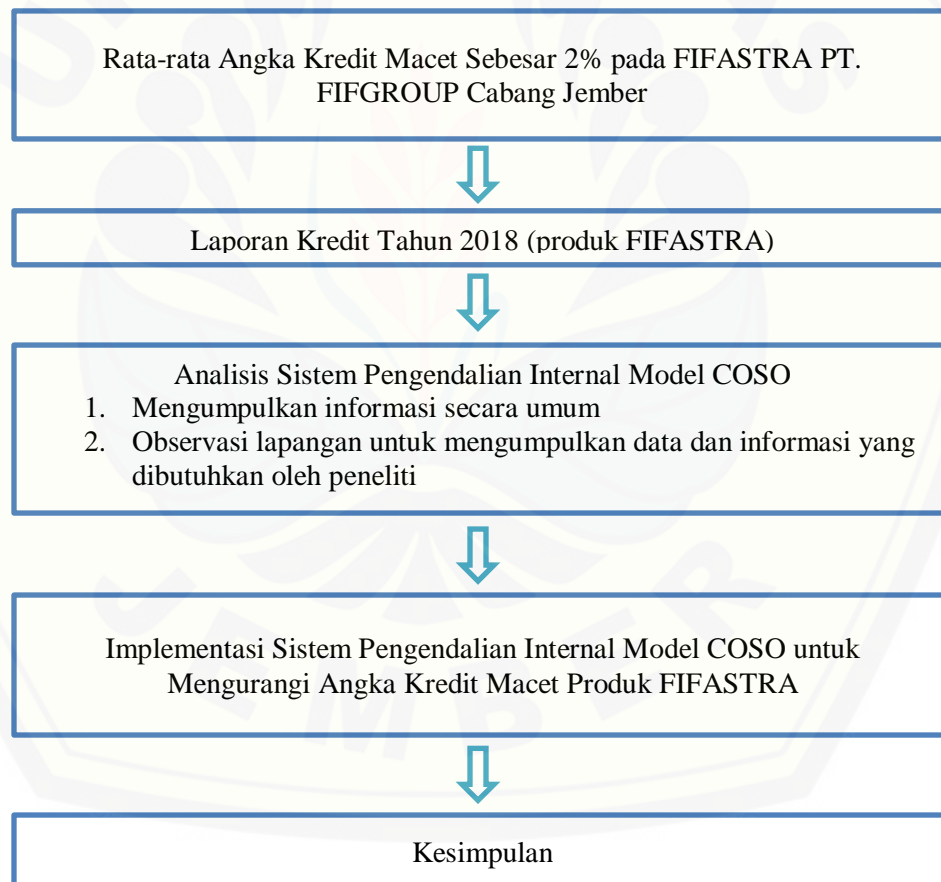 Rata-rata Angka Kredit Macet Sebesar 2% pada FIFASTRA PT.
FIFGROUP Cabang Jember
Laporan Kredit Tahun 2018 (produk FIFASTRA)
Analisis Sistem Pengendalian Internal Model COSO
1. Mengumpulkan informasi secara umum
2. Observasi lapangan untuk mengumpulkan data dan informasi yang
dibutuhkan oleh peneliti
Implementasi Sistem Pengendalian Internal Model COSO untuk
Mengurangi Angka Kredit Macet Produk FIFASTRA
Kesimpulan
JEMBER